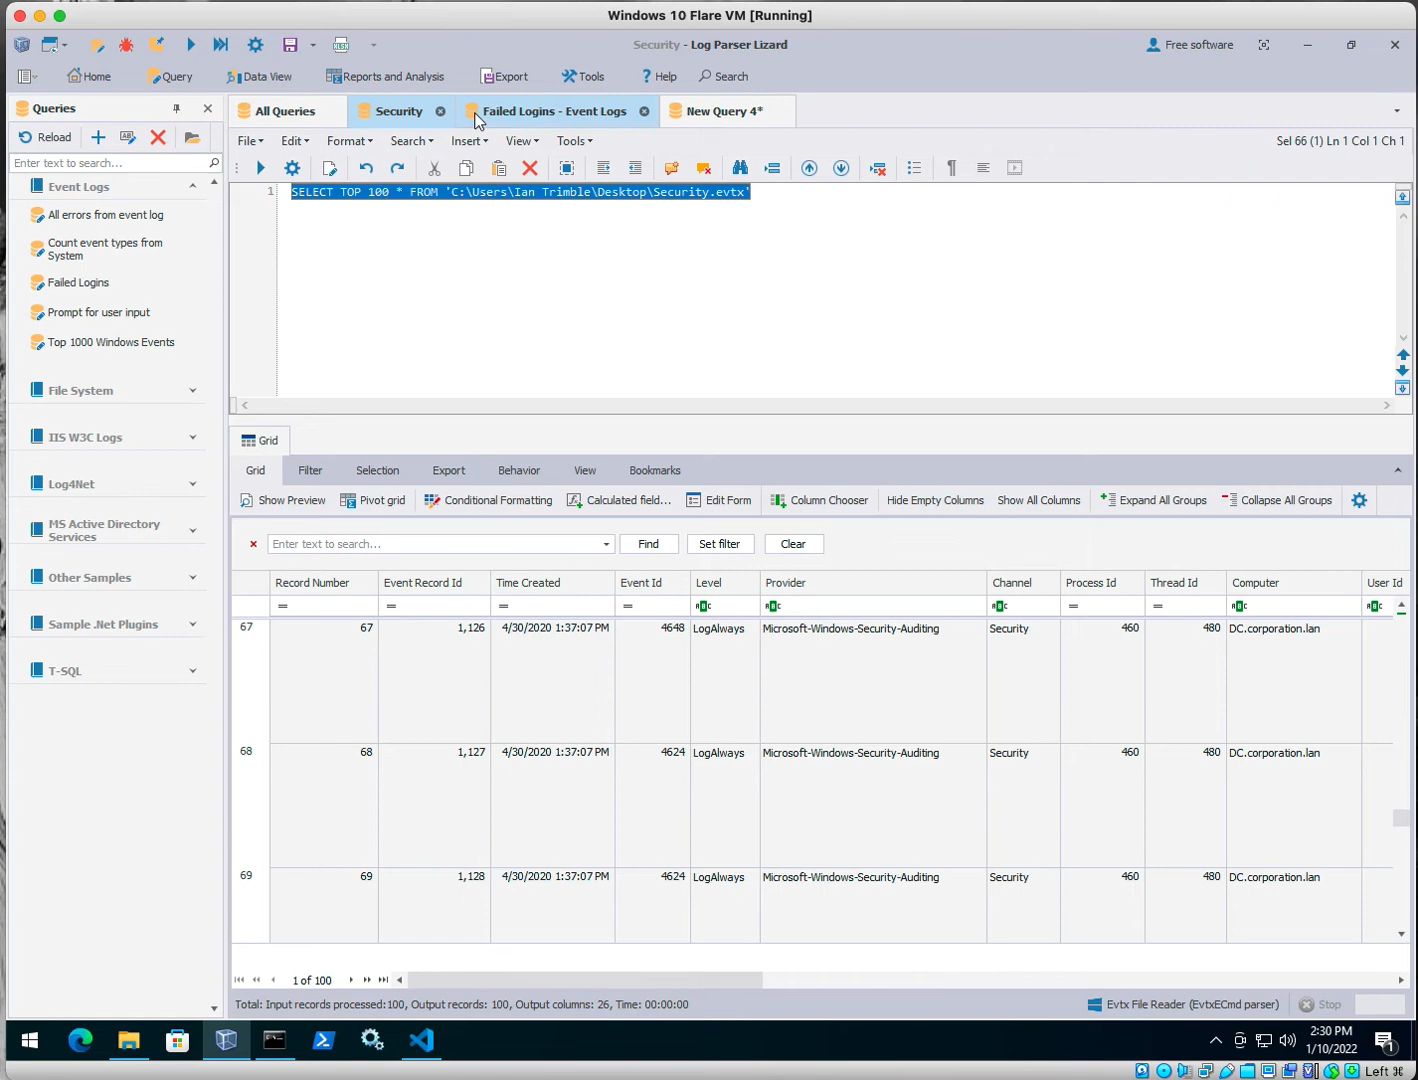 Windows 10 Flare VM [Running]
Security - Log Parser Lizard
Free software
Home
Query
Data View
Reports and Analysis
Export
Tools
Help
Search
Queries
All Queries
Security
Failed Logins - Event Logs
New Query 4*
Reload
File
Edit
Format
Search
Insert
View
Tools
Sel 66 (1) Ln 1 Col 1 Ch 1
Enter text to search...
1
SELECT TOP 100 * FROM 'C:\Users\Ian Trimble\Desktop\Security.evtx'
Event Logs
All errors from event log
Count event types from
System
Failed Logins
Prompt for user input
Top 1000 Windows Events
File System
IIS W3C Logs
Log4Net
MS Active Directory
Services
Other Samples
Sample .Net Plugins
T-SQL
Grid
Grid
Filter
Selection
Export
Behavior
View
Bookmarks
Show Preview
Pivot grid
Conditional Formatting
Calculated field...
Edit Form
Column Chooser
Hide Empty Columns
Show All Columns
Expand All Groups
Collapse All Groups
Enter text to search...
Find
Set filter
Clear
Record Number Event Record Id Time Created Event Id Level Provider Channel Process Id Thread Id Computer User Id
67 67 1,126 4/30/2020 1:37:07 PM 4648 LogAlways Microsoft-Windows-Security-Auditing Security 460 480 DC.corporation.lan
68 68 1,127 4/30/2020 1:37:07 PM 4624 LogAlways Microsoft-Windows-Security-Auditing Security 460 480 DC.corporation.lan
69 69 1,128 4/30/2020 1:37:07 PM 4624 LogAlways Microsoft-Windows-Security-Auditing Security 460 480 DC.corporation.lan
1 of 100
Total: Input records processed:100, Output records: 100, Output columns: 26, Time: 00:00:00
Evtx File Reader (EvtxECmd parser)
Stop
2:30 PM
1/10/2022
1
Left ⌘